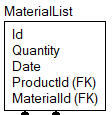 MaterialList
Id
Quantity
Date
ProductId (FK)
MaterialId (FK)